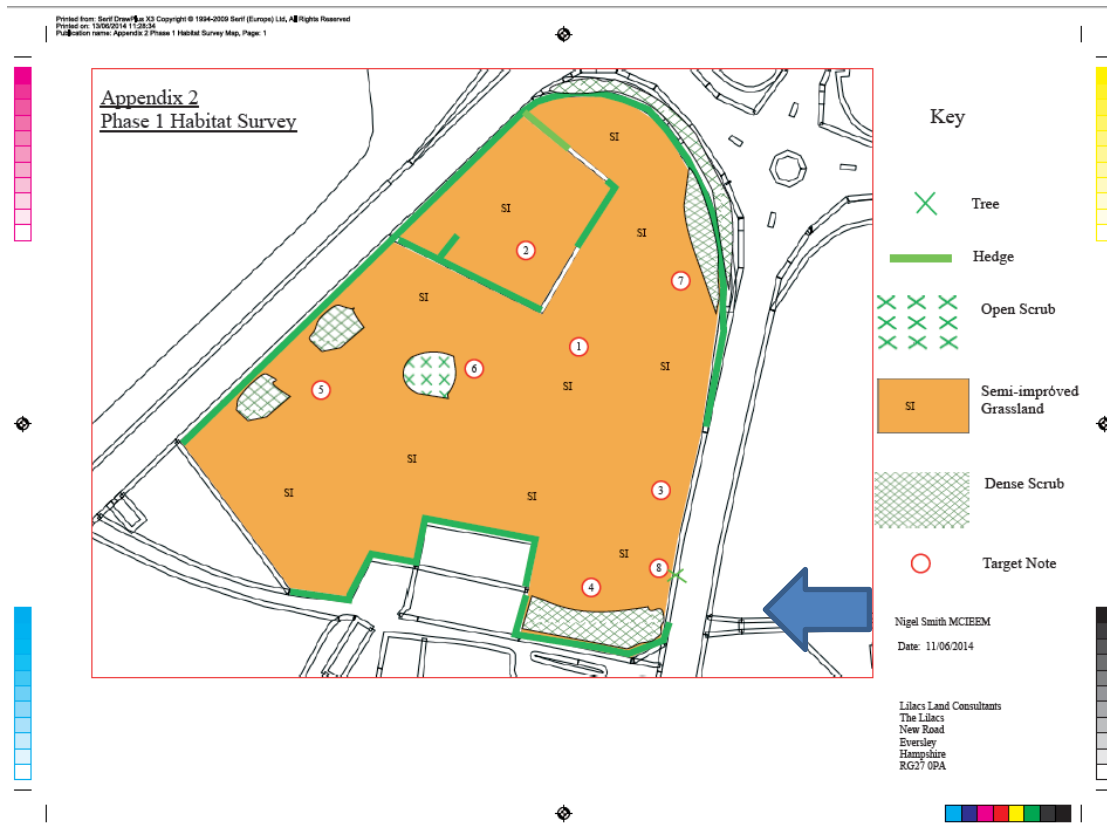 Printed from: Serif DrawPlus X3 Copyright © 1994-2009 Serif (Europe) Ltd, All Rights Reserved
Printed on: 13/06/2014 11:28:34
Publication name: Appendix 2 Phase 1 Habitat Survey Map, Page: 1
Appendix 2
Phase 1 Habitat Survey
SI
SI
SI
2
7
SI
1
SI
SI
6
5
SI
SI
SI
3
SI
8
4
Key
Tree
Hedge
Open Scrub
SI
Semi-improved
Grassland
Dense Scrub
Target Note
Nigel Smith MCIEEM
Date: 11/06/2014
Lilacs Land Consultants
The Lilacs
New Road
Eversley
Hampshire
RG27 0PA